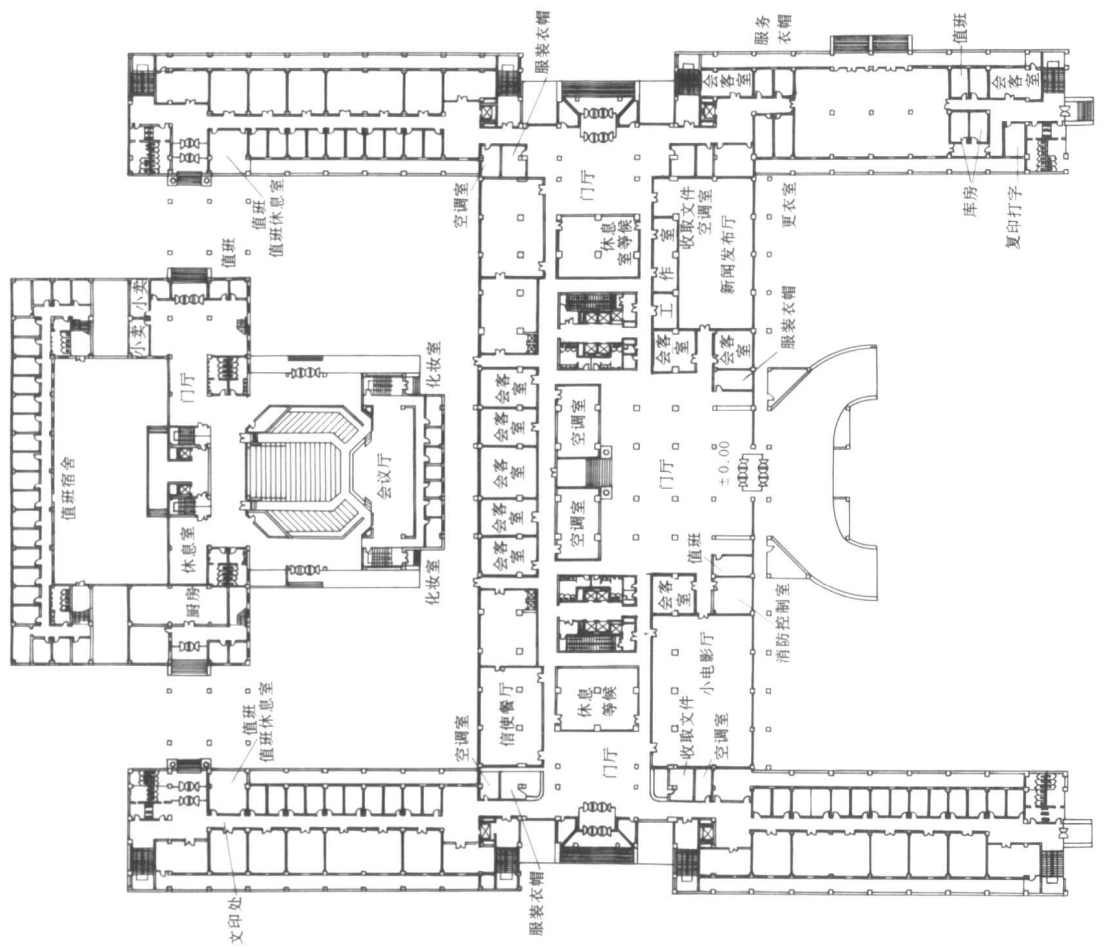 服装衣帽
服务
衣帽
值班
会客
室
会客
室
空调室
门厅
值班
值班休息室
收取文件
空调室
更衣室
库房
复印打字
值班
休息
室等候
工作室
新闻发布厅
小卖
小卖
服装衣帽
会客
室
会客
室
门厅
化妆室
会客
室
会客
室
会客
室
会客
室
会客
室
空调室
空调室
门厅
±0.00
值班宿舍
会议厅
休息室
化妆室
值班
会客
室
消防控制室
厨房
小电影厅
值班
值班休息室
信使餐厅
休息
等候
收取文件
空调室
空调室
门厅
文印处
服装衣帽